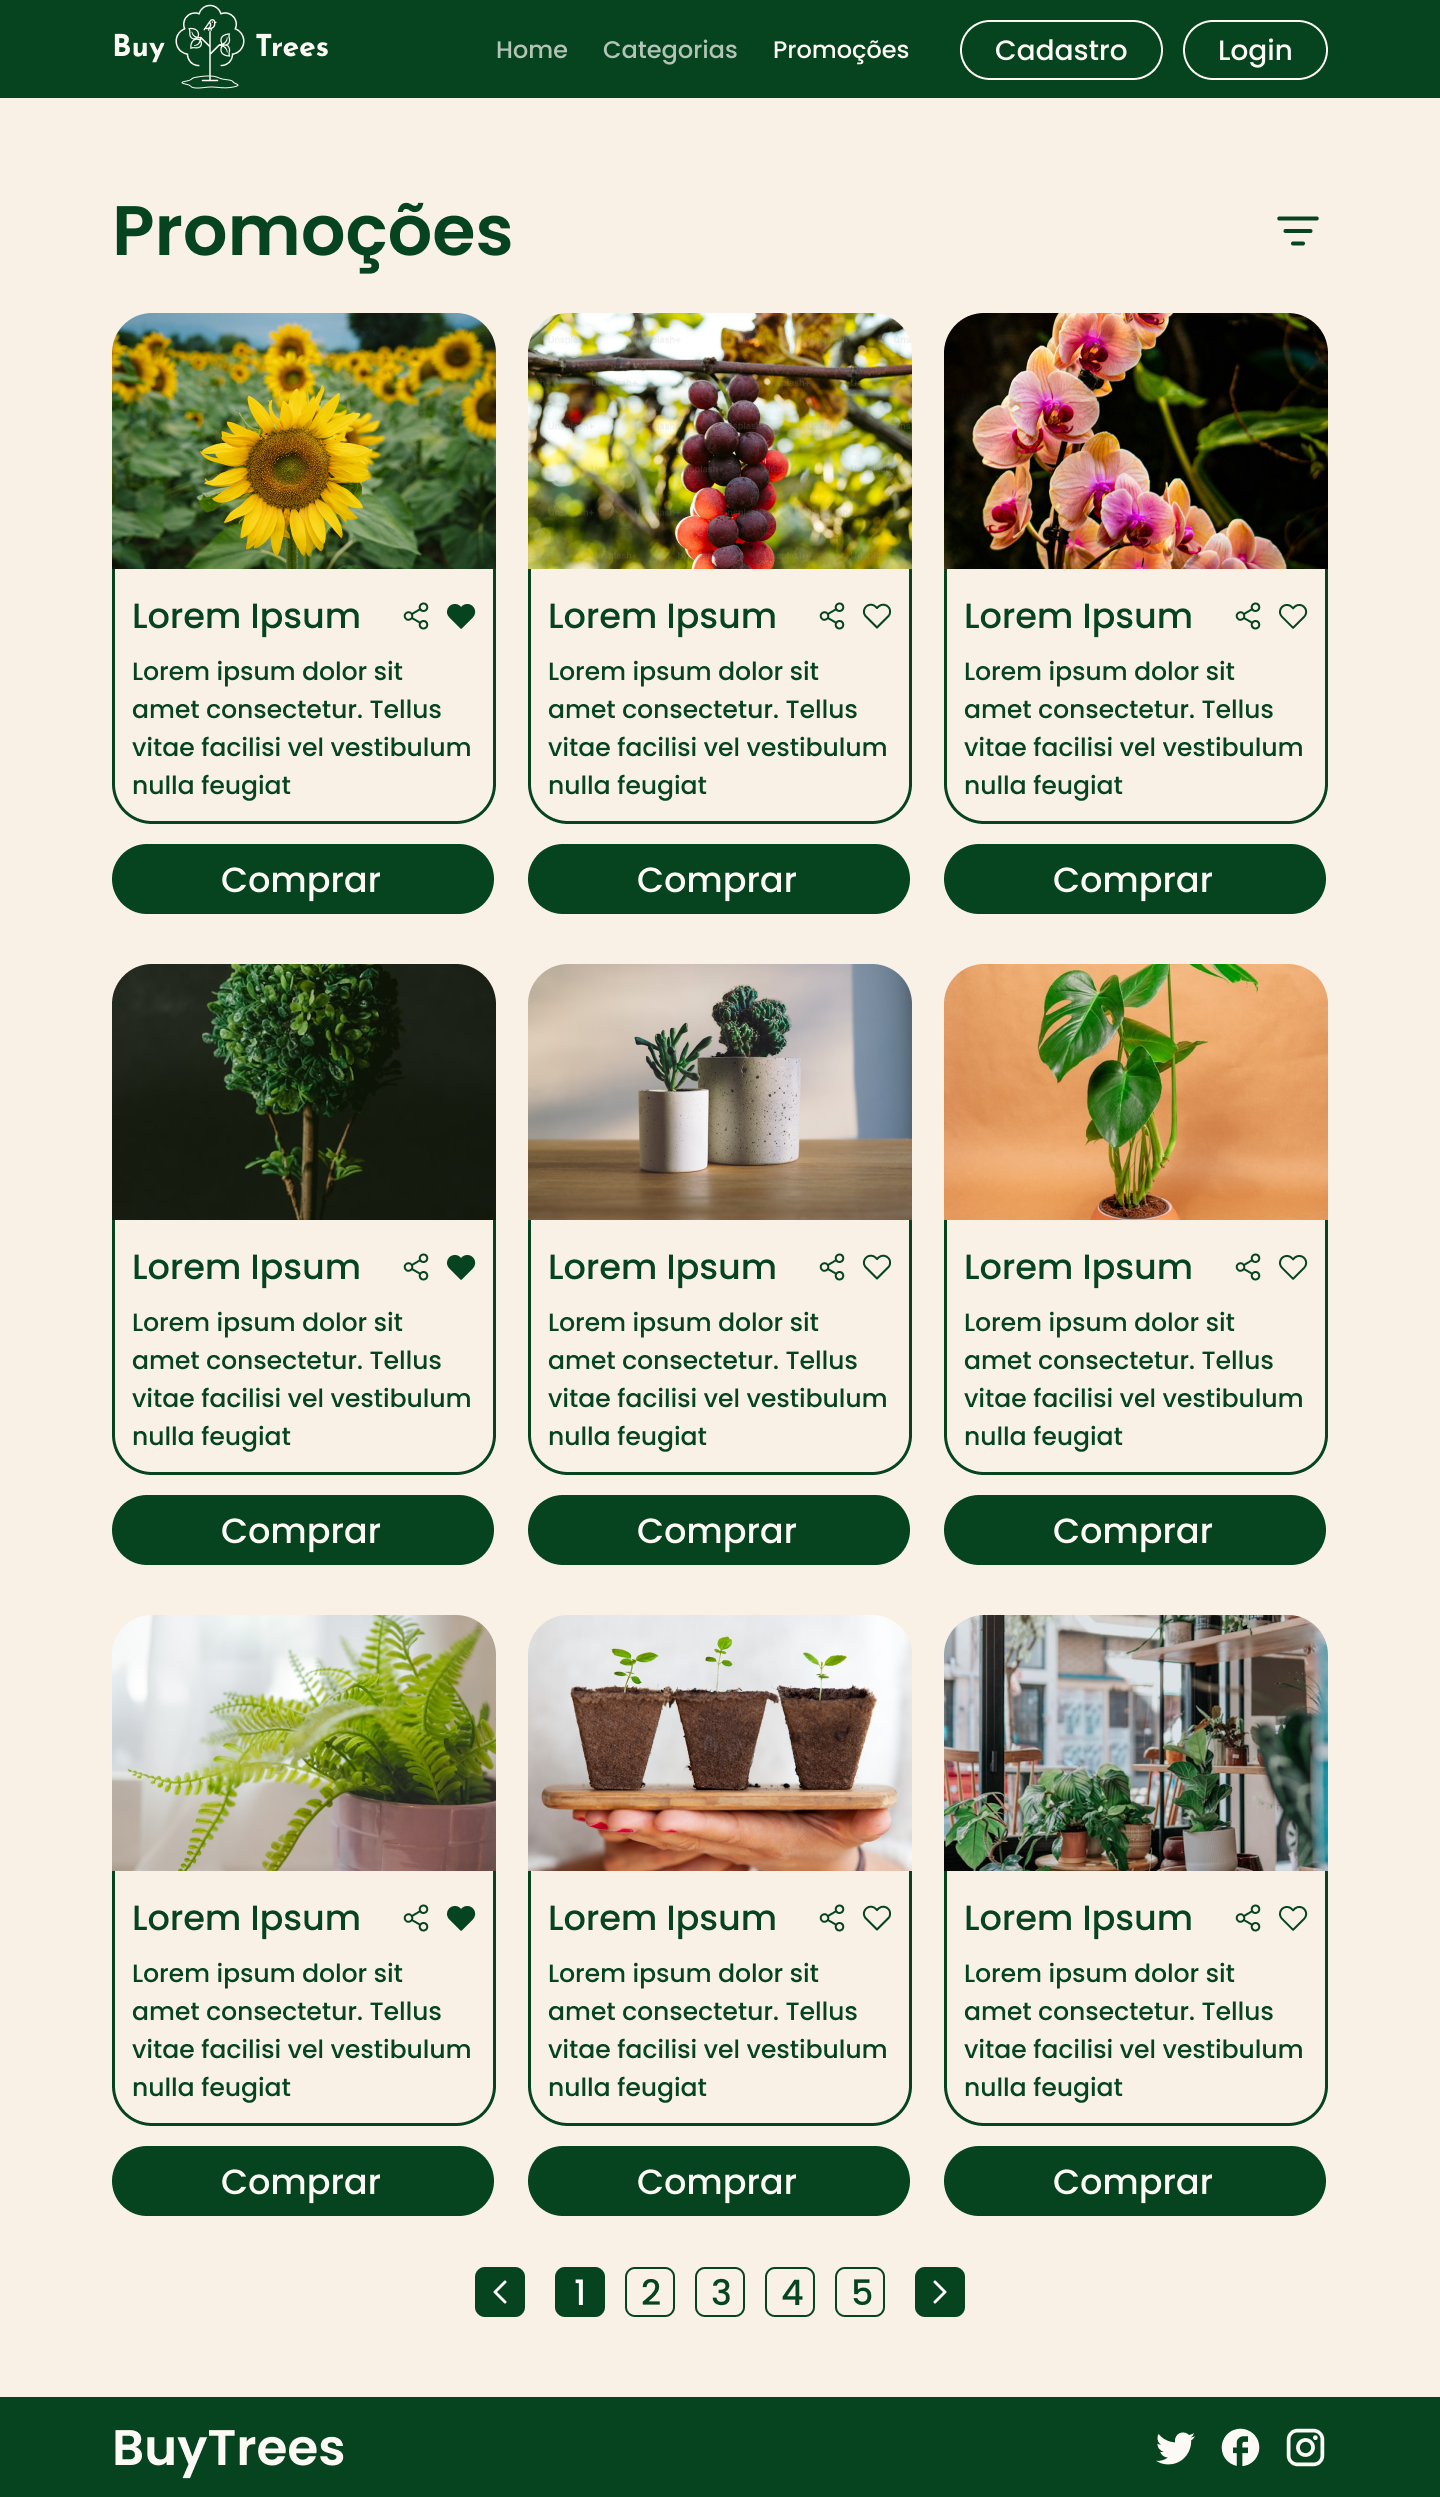 Buy Trees
Home Categorias Promoções Cadastro Login
Promoções
Lorem Ipsum
Lorem ipsum dolor sit
amet consectetur. Tellus
vitae facilisi vel vestibulum
nulla feugiat
Comprar
Lorem Ipsum
Lorem ipsum dolor sit
amet consectetur. Tellus
vitae facilisi vel vestibulum
nulla feugiat
Comprar
Lorem Ipsum
Lorem ipsum dolor sit
amet consectetur. Tellus
vitae facilisi vel vestibulum
nulla feugiat
Comprar
Lorem Ipsum
Lorem ipsum dolor sit
amet consectetur. Tellus
vitae facilisi vel vestibulum
nulla feugiat
Comprar
Lorem Ipsum
Lorem ipsum dolor sit
amet consectetur. Tellus
vitae facilisi vel vestibulum
nulla feugiat
Comprar
Lorem Ipsum
Lorem ipsum dolor sit
amet consectetur. Tellus
vitae facilisi vel vestibulum
nulla feugiat
Comprar
Lorem Ipsum
Lorem ipsum dolor sit
amet consectetur. Tellus
vitae facilisi vel vestibulum
nulla feugiat
Comprar
Lorem Ipsum
Lorem ipsum dolor sit
amet consectetur. Tellus
vitae facilisi vel vestibulum
nulla feugiat
Comprar
Lorem Ipsum
Lorem ipsum dolor sit
amet consectetur. Tellus
vitae facilisi vel vestibulum
nulla feugiat
Comprar
1 2 3 4 5
BuyTrees